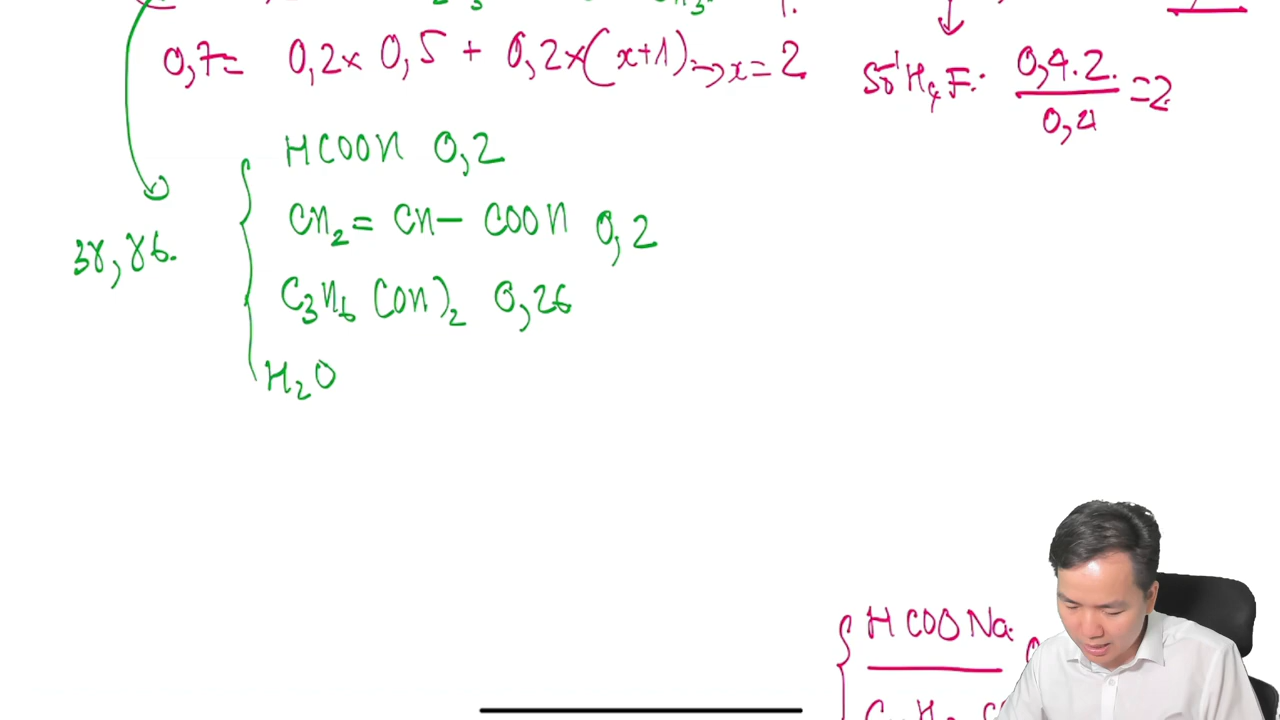 0,7= 0,2× 0,5 + 0,2×(x+1) → x=2
Số H ẞ F: 0,4.2. / 0,4 =2
HCOOH 0,2
CH2= CH– COOH 0,2
38,86.
C3H6 (OH)2 0,26
H2O
HCOONa